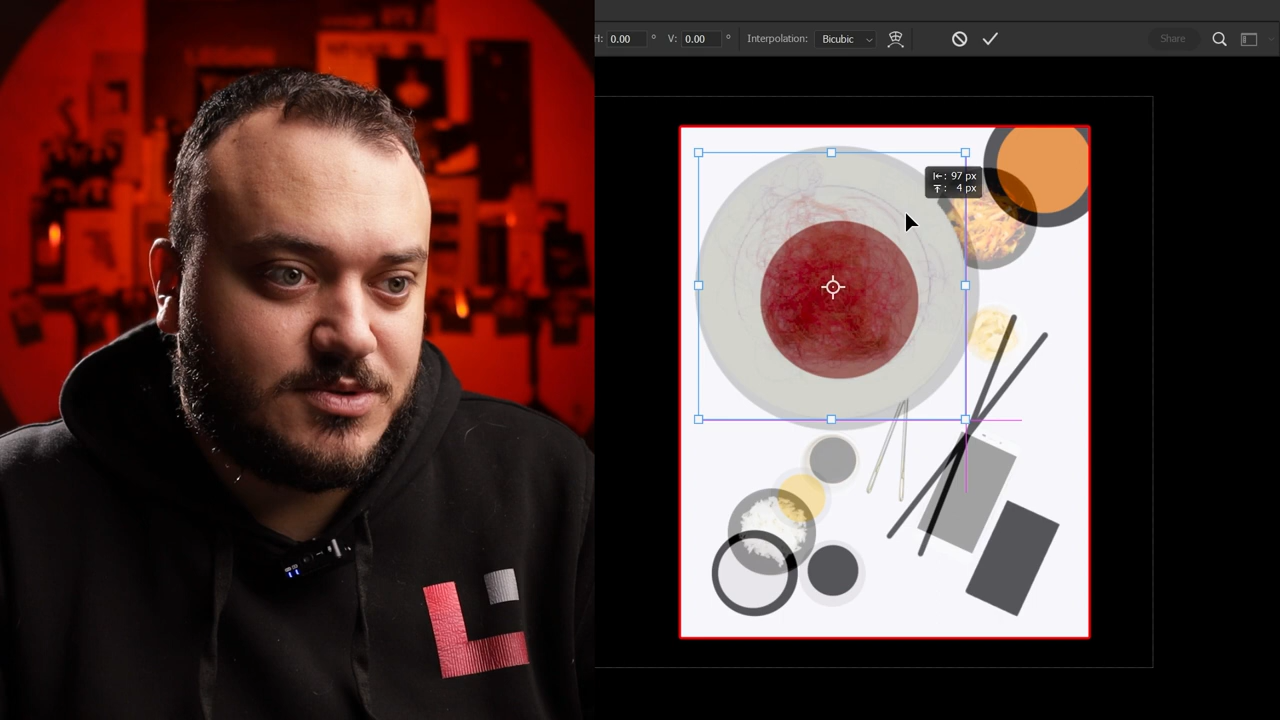 H: 0.00 ° V: 0.00 ° Interpolation: Bicubic Share
: 97 px
: 4 px